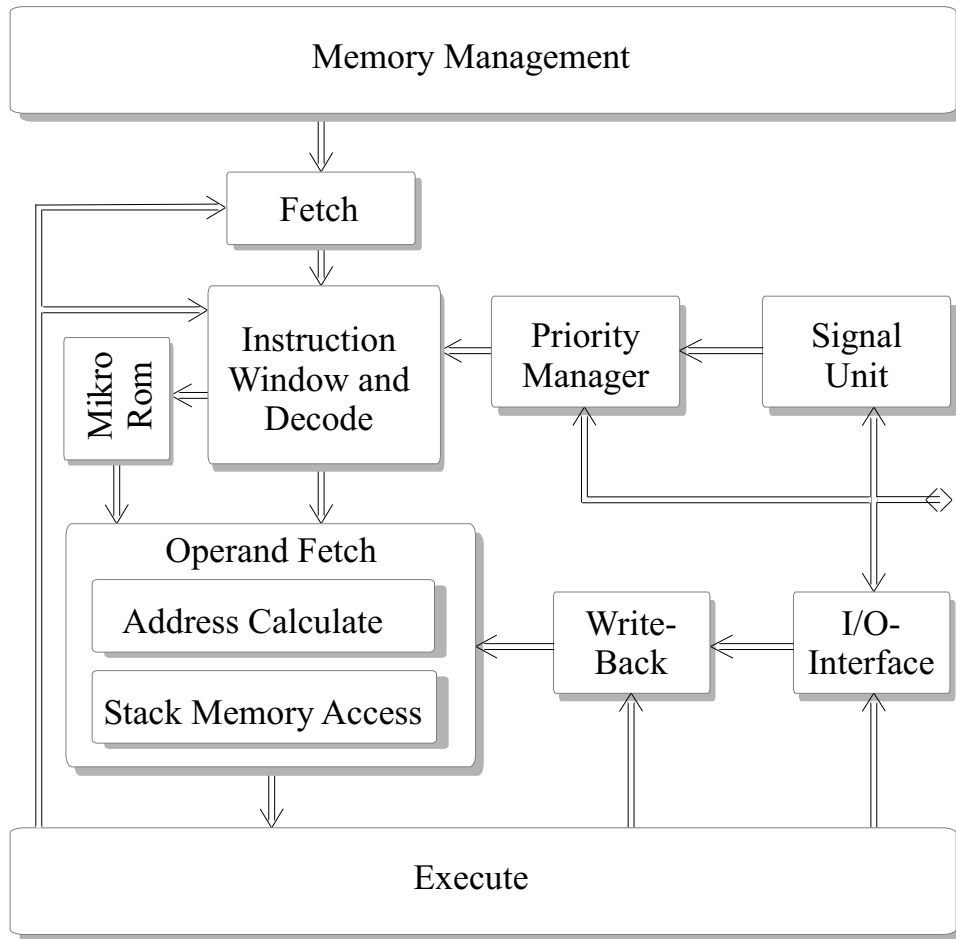 Memory Management
Fetch
Instruction
Window and
Decode
Priority
Manager
Signal
Unit
Mikro
Rom
Operand Fetch
Address Calculate
Stack Memory Access
Write-
Back
I/O-
Interface
Execute